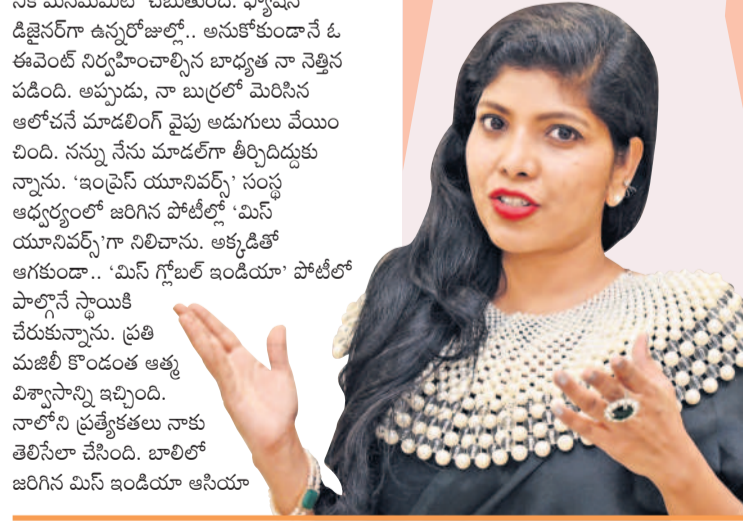 డిజైనర్‌గా ఉన్నరోజుల్లో.. అనుకోకుండానే ఓ
ఈవెంట్ నిర్వహించాల్సిన బాధ్యత నా నెత్తిన
పడింది. అప్పుడు, నా బుర్రలో మెరిసిన
ఆలోచనే మాడలింగ్ వైపు అడుగులు వేయిం
చింది. నన్ను నేను మాడల్‌గా తీర్చిదిద్దుకు
న్నాను. ‘ఇంప్రెస్ యూనివర్స్’ సంస్థ
ఆధ్వర్యంలో జరిగిన పోటీల్లో ‘మిస్
యూనివర్స్’గా నిలిచాను. అక్కడితో
ఆగకుండా.. ‘మిస్ గ్లోబల్ ఇండియా’ పోటీలో
పాల్గొనే స్థాయికి
చేరుకున్నాను. ప్రతి
మజిలీ కొండంత ఆత్మ
విశ్వాసాన్ని ఇచ్చింది.
నాలోని ప్రత్యేకతలు నాకు
తెలిసేలా చేసింది. బాలిలో
జరిగిన మిస్ ఇండియా ఆసియా